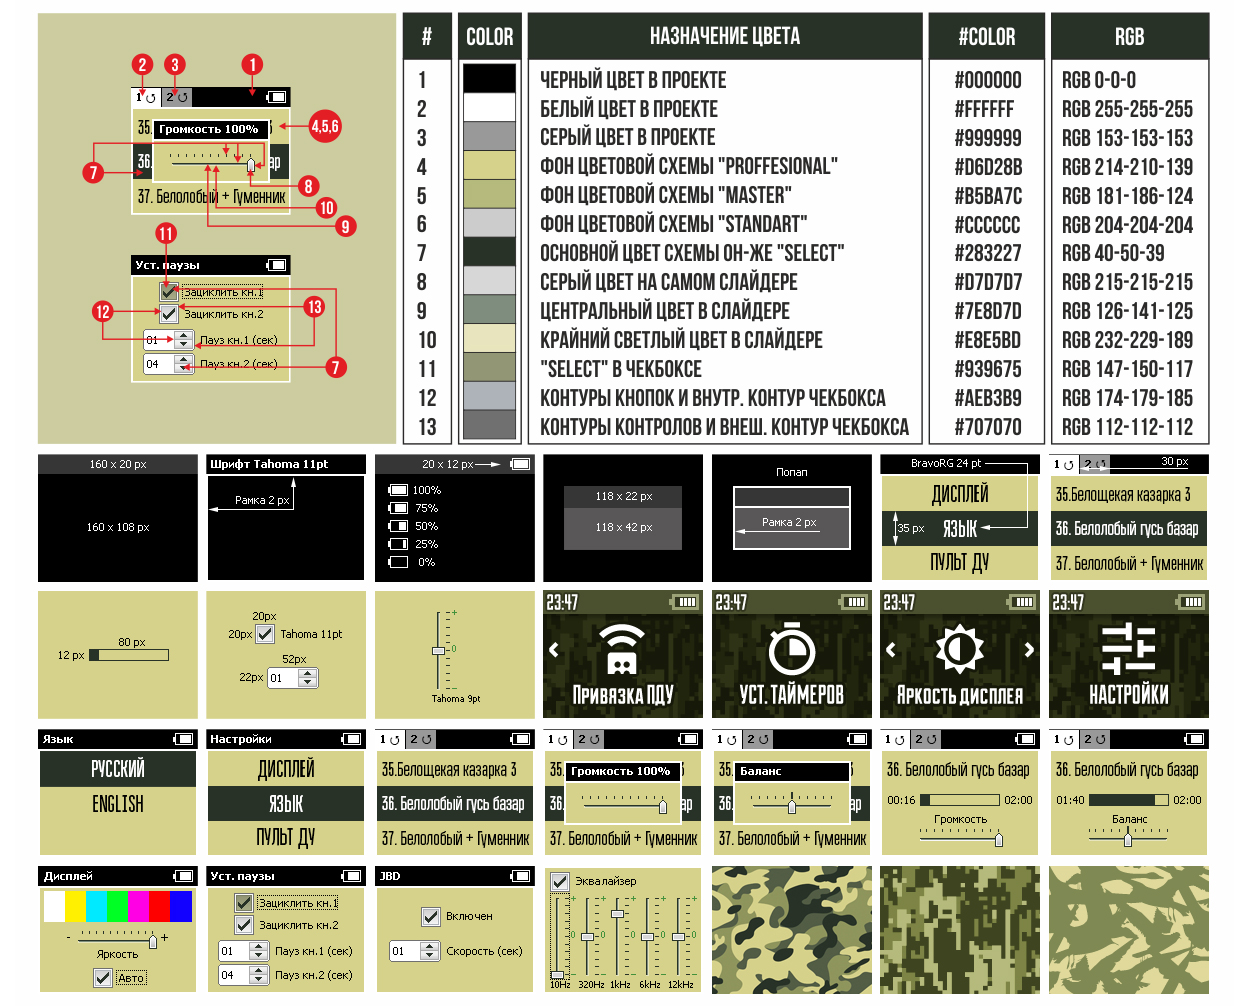 2
3
1
1
2
35.
3
4,5,6
Громкость 100%
36.
ар
7
8
37. Белолобый + Гуменник
10
9
11
Уст. паузы
Зациклить кн.1
12
Зациклить кн.2
13
01
Пауз кн.1 (сек)
04
Пауз кн.2 (сек)
7
# COLOR НАЗНАЧЕНИЕ ЦВЕТА #COLOR RGB
1 ЧЕРНЫЙ ЦВЕТ В ПРОЕКТЕ #000000 RGB 0-0-0
2 БЕЛЫЙ ЦВЕТ В ПРОЕКТЕ #FFFFFF RGB 255-255-255
3 СЕРЫЙ ЦВЕТ В ПРОЕКТЕ #999999 RGB 153-153-153
4 ФОН ЦВЕТОВОЙ СХЕМЫ "PROFFESIONAL" #D6D28B RGB 214-210-139
5 ФОН ЦВЕТОВОЙ СХЕМЫ "MASTER" #B5BA7C RGB 181-186-124
6 ФОН ЦВЕТОВОЙ СХЕМЫ "STANDART" #CCCCCC RGB 204-204-204
7 ОСНОВНОЙ ЦВЕТ СХЕМЫ ОН-ЖЕ "SELECT" #283227 RGB 40-50-39
8 СЕРЫЙ ЦВЕТ НА САМОМ СЛАЙДЕРЕ #D7D7D7 RGB 215-215-215
9 ЦЕНТРАЛЬНЫЙ ЦВЕТ В СЛАЙДЕРЕ #7E8D7D RGB 126-141-125
10 КРАЙНИЙ СВЕТЛЫЙ ЦВЕТ В СЛАЙДЕРЕ #E8E5BD RGB 232-229-189
11 "SELECT" В ЧЕКБОКСЕ #939675 RGB 147-150-117
12 КОНТУРЫ КНОПОК И ВНУТР. КОНТУР ЧЕКБОКСА #AEB3B9 RGB 174-179-185
13 КОНТУРЫ КОНТРОЛОВ И ВНЕШ. КОНТУР ЧЕКБОКСА #707070 RGB 112-112-112
160 x 20 px
160 x 108 px
Шрифт Tahoma 11pt
Рамка 2 px
20 x 12 px
100%
75%
50%
25%
0%
118 x 22 px
118 x 42 px
Попап
Рамка 2 px
BravoRG 24 pt
ДИСПЛЕЙ
35 px
ЯЗЫК
ПУЛЬТ ДУ
1 2 30 px
35.Белощекая казарка 3
36. Белолобый гусь базар
37. Белолобый + Гуменник
80 px
12 px
20px
20px Tahoma 11pt
52px
22px 01
+
0
−
Tahoma 9pt
23:47
Привязка ПДУ
23:47
УСТ. ТАЙМЕРОВ
23:47
Яркость дисплея
23:47
НАСТРОЙКИ
Язык
РУССКИЙ
ENGLISH
Настройки
ДИСПЛЕЙ
ЯЗЫК
ПУЛЬТ ДУ
1 2
35.Белощекая казарка 3
36. Белолобый гусь базар
37. Белолобый + Гуменник
1 2
35.
3
Громкость 100%
36.
ар
37. Белолобый + Гуменник
1 2
35.
3
Баланс
36.
ар
37. Белолобый + Гуменник
1 2
36. Белолобый гусь базар
00:16 02:00
Громкость
1 2
36. Белолобый гусь базар
01:40 02:00
Баланс
Дисплей
- +
Яркость
Авто
Уст. паузы
Зациклить кн.1
Зациклить кн.2
01 Пауз кн.1 (сек)
04 Пауз кн.2 (сек)
JBD
Включен
01 Скорость (сек)
Эквалайзер
+ + + + +
0 0 0 0
10Hz 320Hz 1kHz 6kHz 12kHz